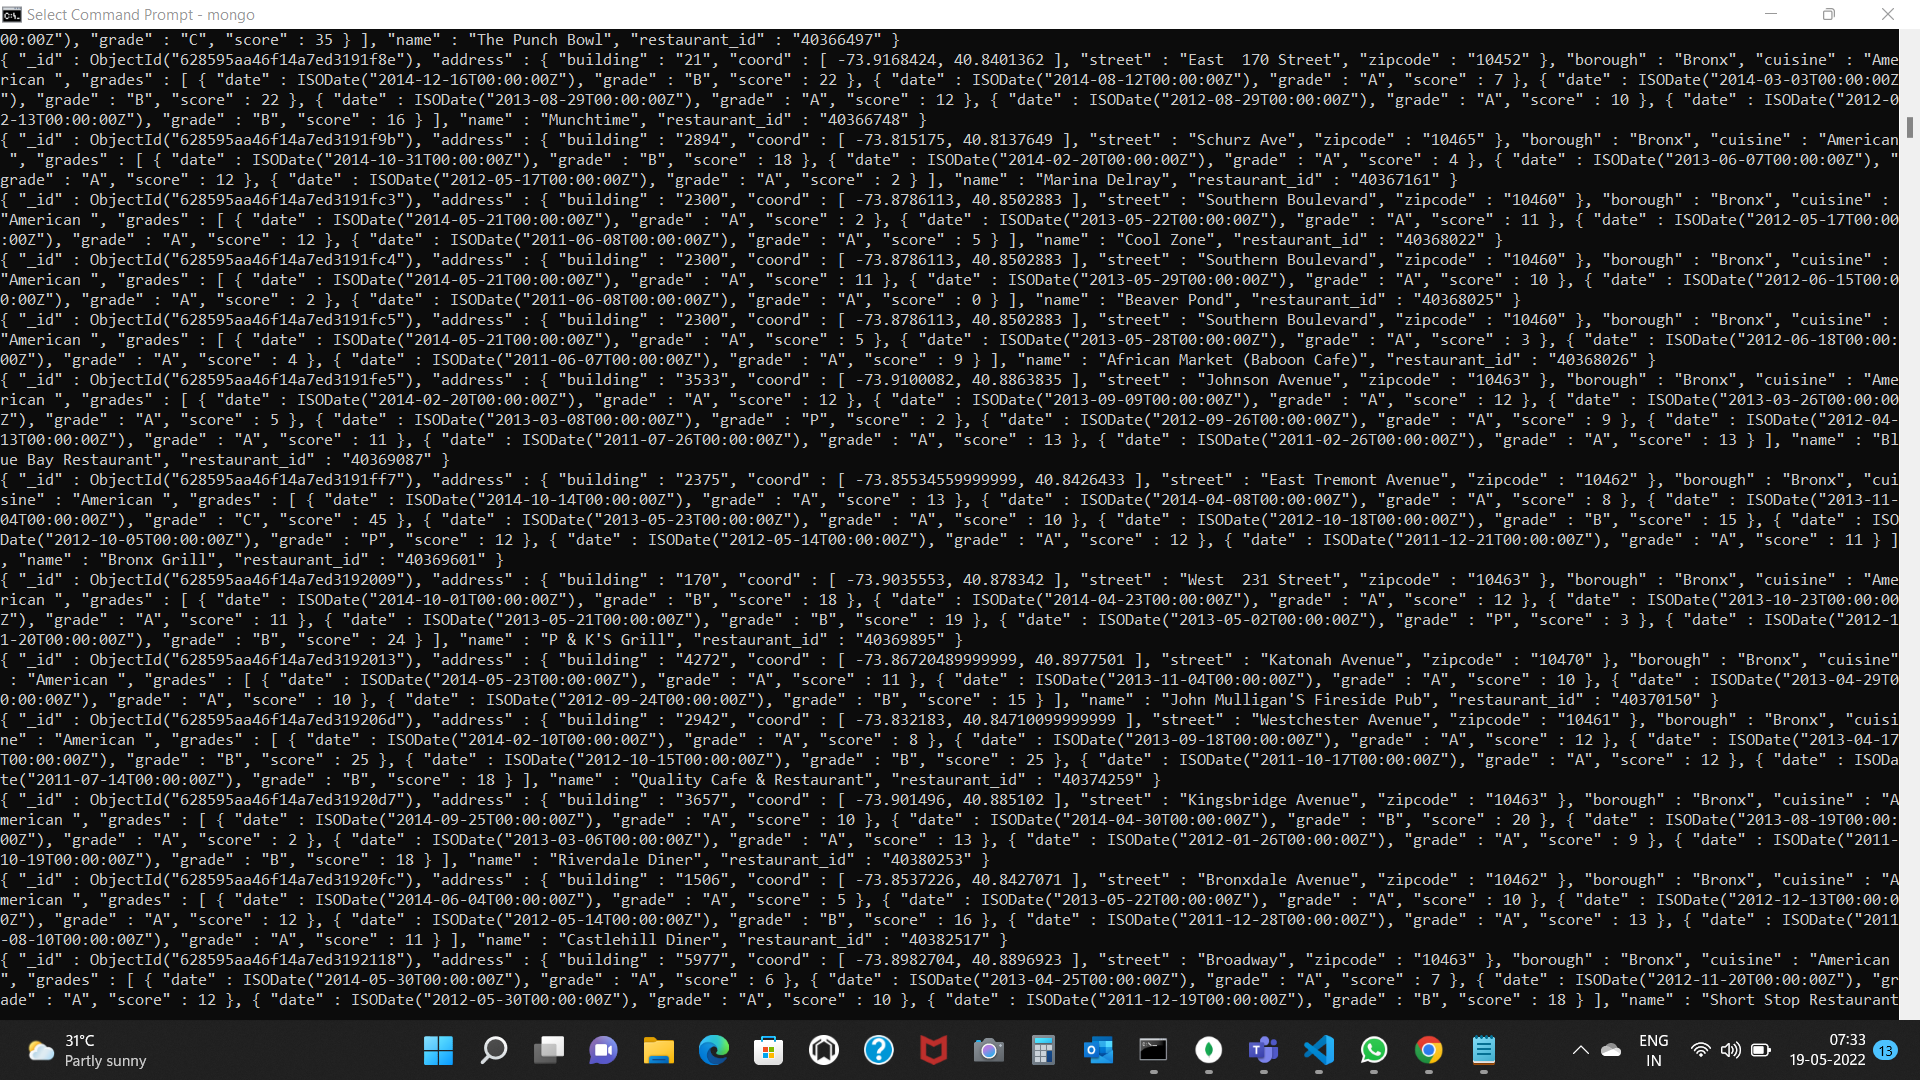 Select Command Prompt - mongo
00:00Z"), "grade" : "C", "score" : 35 } ], "name" : "The Punch Bowl", "restaurant_id" : "40366497" }
{ "_id" : ObjectId("628595aa46f14a7ed3191f8e"), "address" : { "building" : "21", "coord" : [ -73.9168424, 40.8401362 ], "street" : "East  170 Street", "zipcode" : "10452" }, "borough" : "Bronx", "cuisine" : "Ame
rican ", "grades" : [ { "date" : ISODate("2014-12-16T00:00:00Z"), "grade" : "B", "score" : 22 }, { "date" : ISODate("2014-08-12T00:00:00Z"), "grade" : "A", "score" : 7 }, { "date" : ISODate("2014-03-03T00:00:00Z
"), "grade" : "B", "score" : 22 }, { "date" : ISODate("2013-08-29T00:00:00Z"), "grade" : "A", "score" : 12 }, { "date" : ISODate("2012-08-29T00:00:00Z"), "grade" : "A", "score" : 10 }, { "date" : ISODate("2012-0
2-13T00:00:00Z"), "grade" : "B", "score" : 16 } ], "name" : "Munchtime", "restaurant_id" : "40366748" }
{ "_id" : ObjectId("628595aa46f14a7ed3191f9b"), "address" : { "building" : "2894", "coord" : [ -73.815175, 40.8137649 ], "street" : "Schurz Ave", "zipcode" : "10465" }, "borough" : "Bronx", "cuisine" : "American
 ", "grades" : [ { "date" : ISODate("2014-10-31T00:00:00Z"), "grade" : "B", "score" : 18 }, { "date" : ISODate("2014-02-20T00:00:00Z"), "grade" : "A", "score" : 4 }, { "date" : ISODate("2013-06-07T00:00:00Z"), "
grade" : "A", "score" : 12 }, { "date" : ISODate("2012-05-17T00:00:00Z"), "grade" : "A", "score" : 2 } ], "name" : "Marina Delray", "restaurant_id" : "40367161" }
{ "_id" : ObjectId("628595aa46f14a7ed3191fc3"), "address" : { "building" : "2300", "coord" : [ -73.8786113, 40.8502883 ], "street" : "Southern Boulevard", "zipcode" : "10460" }, "borough" : "Bronx", "cuisine" :
"American ", "grades" : [ { "date" : ISODate("2014-05-21T00:00:00Z"), "grade" : "A", "score" : 2 }, { "date" : ISODate("2013-05-22T00:00:00Z"), "grade" : "A", "score" : 11 }, { "date" : ISODate("2012-05-17T00:00
:00Z"), "grade" : "A", "score" : 12 }, { "date" : ISODate("2011-06-08T00:00:00Z"), "grade" : "A", "score" : 5 } ], "name" : "Cool Zone", "restaurant_id" : "40368022" }
{ "_id" : ObjectId("628595aa46f14a7ed3191fc4"), "address" : { "building" : "2300", "coord" : [ -73.8786113, 40.8502883 ], "street" : "Southern Boulevard", "zipcode" : "10460" }, "borough" : "Bronx", "cuisine" :
"American ", "grades" : [ { "date" : ISODate("2014-05-21T00:00:00Z"), "grade" : "A", "score" : 11 }, { "date" : ISODate("2013-05-29T00:00:00Z"), "grade" : "A", "score" : 10 }, { "date" : ISODate("2012-06-15T00:0
0:00Z"), "grade" : "A", "score" : 2 }, { "date" : ISODate("2011-06-08T00:00:00Z"), "grade" : "A", "score" : 0 } ], "name" : "Beaver Pond", "restaurant_id" : "40368025" }
{ "_id" : ObjectId("628595aa46f14a7ed3191fc5"), "address" : { "building" : "2300", "coord" : [ -73.8786113, 40.8502883 ], "street" : "Southern Boulevard", "zipcode" : "10460" }, "borough" : "Bronx", "cuisine" :
"American ", "grades" : [ { "date" : ISODate("2014-05-21T00:00:00Z"), "grade" : "A", "score" : 5 }, { "date" : ISODate("2013-05-28T00:00:00Z"), "grade" : "A", "score" : 3 }, { "date" : ISODate("2012-06-18T00:00:
00Z"), "grade" : "A", "score" : 4 }, { "date" : ISODate("2011-06-07T00:00:00Z"), "grade" : "A", "score" : 9 } ], "name" : "African Market (Baboon Cafe)", "restaurant_id" : "40368026" }
{ "_id" : ObjectId("628595aa46f14a7ed3191fe5"), "address" : { "building" : "3533", "coord" : [ -73.9100082, 40.8863835 ], "street" : "Johnson Avenue", "zipcode" : "10463" }, "borough" : "Bronx", "cuisine" : "Ame
rican ", "grades" : [ { "date" : ISODate("2014-02-20T00:00:00Z"), "grade" : "A", "score" : 12 }, { "date" : ISODate("2013-09-09T00:00:00Z"), "grade" : "A", "score" : 12 }, { "date" : ISODate("2013-03-26T00:00:00
Z"), "grade" : "A", "score" : 5 }, { "date" : ISODate("2013-03-08T00:00:00Z"), "grade" : "P", "score" : 2 }, { "date" : ISODate("2012-09-26T00:00:00Z"), "grade" : "A", "score" : 9 }, { "date" : ISODate("2012-04-
13T00:00:00Z"), "grade" : "A", "score" : 11 }, { "date" : ISODate("2011-07-26T00:00:00Z"), "grade" : "A", "score" : 13 }, { "date" : ISODate("2011-02-26T00:00:00Z"), "grade" : "A", "score" : 13 } ], "name" : "Bl
ue Bay Restaurant", "restaurant_id" : "40369087" }
{ "_id" : ObjectId("628595aa46f14a7ed3191ff7"), "address" : { "building" : "2375", "coord" : [ -73.85534559999999, 40.8426433 ], "street" : "East Tremont Avenue", "zipcode" : "10462" }, "borough" : "Bronx", "cui
sine" : "American ", "grades" : [ { "date" : ISODate("2014-10-14T00:00:00Z"), "grade" : "A", "score" : 13 }, { "date" : ISODate("2014-04-08T00:00:00Z"), "grade" : "A", "score" : 8 }, { "date" : ISODate("2013-11-
04T00:00:00Z"), "grade" : "C", "score" : 45 }, { "date" : ISODate("2013-05-23T00:00:00Z"), "grade" : "A", "score" : 10 }, { "date" : ISODate("2012-10-18T00:00:00Z"), "grade" : "B", "score" : 15 }, { "date" : ISO
Date("2012-10-05T00:00:00Z"), "grade" : "P", "score" : 12 }, { "date" : ISODate("2012-05-14T00:00:00Z"), "grade" : "A", "score" : 12 }, { "date" : ISODate("2011-12-21T00:00:00Z"), "grade" : "A", "score" : 11 } ]
, "name" : "Bronx Grill", "restaurant_id" : "40369601" }
{ "_id" : ObjectId("628595aa46f14a7ed3192009"), "address" : { "building" : "170", "coord" : [ -73.9035553, 40.878342 ], "street" : "West  231 Street", "zipcode" : "10463" }, "borough" : "Bronx", "cuisine" : "Ame
rican ", "grades" : [ { "date" : ISODate("2014-10-01T00:00:00Z"), "grade" : "B", "score" : 18 }, { "date" : ISODate("2014-04-23T00:00:00Z"), "grade" : "A", "score" : 12 }, { "date" : ISODate("2013-10-23T00:00:00
Z"), "grade" : "A", "score" : 11 }, { "date" : ISODate("2013-05-21T00:00:00Z"), "grade" : "B", "score" : 19 }, { "date" : ISODate("2013-05-02T00:00:00Z"), "grade" : "P", "score" : 3 }, { "date" : ISODate("2012-1
1-20T00:00:00Z"), "grade" : "B", "score" : 24 } ], "name" : "P & K'S Grill", "restaurant_id" : "40369895" }
{ "_id" : ObjectId("628595aa46f14a7ed3192013"), "address" : { "building" : "4272", "coord" : [ -73.86720489999999, 40.8977501 ], "street" : "Katonah Avenue", "zipcode" : "10470" }, "borough" : "Bronx", "cuisine"
 : "American ", "grades" : [ { "date" : ISODate("2014-05-23T00:00:00Z"), "grade" : "A", "score" : 11 }, { "date" : ISODate("2013-11-04T00:00:00Z"), "grade" : "A", "score" : 10 }, { "date" : ISODate("2013-04-29T0
0:00:00Z"), "grade" : "A", "score" : 10 }, { "date" : ISODate("2012-09-24T00:00:00Z"), "grade" : "B", "score" : 15 } ], "name" : "John Mulligan'S Fireside Pub", "restaurant_id" : "40370150" }
{ "_id" : ObjectId("628595aa46f14a7ed319206d"), "address" : { "building" : "2942", "coord" : [ -73.832183, 40.84710099999999 ], "street" : "Westchester Avenue", "zipcode" : "10461" }, "borough" : "Bronx", "cuisi
ne" : "American ", "grades" : [ { "date" : ISODate("2014-02-10T00:00:00Z"), "grade" : "A", "score" : 8 }, { "date" : ISODate("2013-09-18T00:00:00Z"), "grade" : "A", "score" : 12 }, { "date" : ISODate("2013-04-17
T00:00:00Z"), "grade" : "B", "score" : 25 }, { "date" : ISODate("2012-10-15T00:00:00Z"), "grade" : "B", "score" : 25 }, { "date" : ISODate("2011-10-17T00:00:00Z"), "grade" : "A", "score" : 12 }, { "date" : ISODa
te("2011-07-14T00:00:00Z"), "grade" : "B", "score" : 18 } ], "name" : "Quality Cafe & Restaurant", "restaurant_id" : "40374259" }
{ "_id" : ObjectId("628595aa46f14a7ed31920d7"), "address" : { "building" : "3657", "coord" : [ -73.901496, 40.885102 ], "street" : "Kingsbridge Avenue", "zipcode" : "10463" }, "borough" : "Bronx", "cuisine" : "A
merican ", "grades" : [ { "date" : ISODate("2014-09-25T00:00:00Z"), "grade" : "A", "score" : 10 }, { "date" : ISODate("2014-04-30T00:00:00Z"), "grade" : "B", "score" : 20 }, { "date" : ISODate("2013-08-19T00:00:
00Z"), "grade" : "A", "score" : 2 }, { "date" : ISODate("2013-03-06T00:00:00Z"), "grade" : "A", "score" : 13 }, { "date" : ISODate("2012-01-26T00:00:00Z"), "grade" : "A", "score" : 9 }, { "date" : ISODate("2011-
10-19T00:00:00Z"), "grade" : "B", "score" : 18 } ], "name" : "Riverdale Diner", "restaurant_id" : "40380253" }
{ "_id" : ObjectId("628595aa46f14a7ed31920fc"), "address" : { "building" : "1506", "coord" : [ -73.8537226, 40.8427071 ], "street" : "Bronxdale Avenue", "zipcode" : "10462" }, "borough" : "Bronx", "cuisine" : "A
merican ", "grades" : [ { "date" : ISODate("2014-06-04T00:00:00Z"), "grade" : "A", "score" : 5 }, { "date" : ISODate("2013-05-22T00:00:00Z"), "grade" : "A", "score" : 10 }, { "date" : ISODate("2012-12-13T00:00:0
0Z"), "grade" : "A", "score" : 12 }, { "date" : ISODate("2012-05-14T00:00:00Z"), "grade" : "B", "score" : 16 }, { "date" : ISODate("2011-12-28T00:00:00Z"), "grade" : "A", "score" : 13 }, { "date" : ISODate("2011
-08-10T00:00:00Z"), "grade" : "A", "score" : 11 } ], "name" : "Castlehill Diner", "restaurant_id" : "40382517" }
{ "_id" : ObjectId("628595aa46f14a7ed3192118"), "address" : { "building" : "5977", "coord" : [ -73.8982704, 40.8896923 ], "street" : "Broadway", "zipcode" : "10463" }, "borough" : "Bronx", "cuisine" : "American
", "grades" : [ { "date" : ISODate("2014-05-30T00:00:00Z"), "grade" : "A", "score" : 6 }, { "date" : ISODate("2013-04-25T00:00:00Z"), "grade" : "A", "score" : 7 }, { "date" : ISODate("2012-11-20T00:00:00Z"), "gr
ade" : "A", "score" : 12 }, { "date" : ISODate("2012-05-30T00:00:00Z"), "grade" : "A", "score" : 10 }, { "date" : ISODate("2011-12-19T00:00:00Z"), "grade" : "B", "score" : 18 } ], "name" : "Short Stop Restaurant
31°C
Partly sunny
ENG
IN
07:33
19-05-2022
13